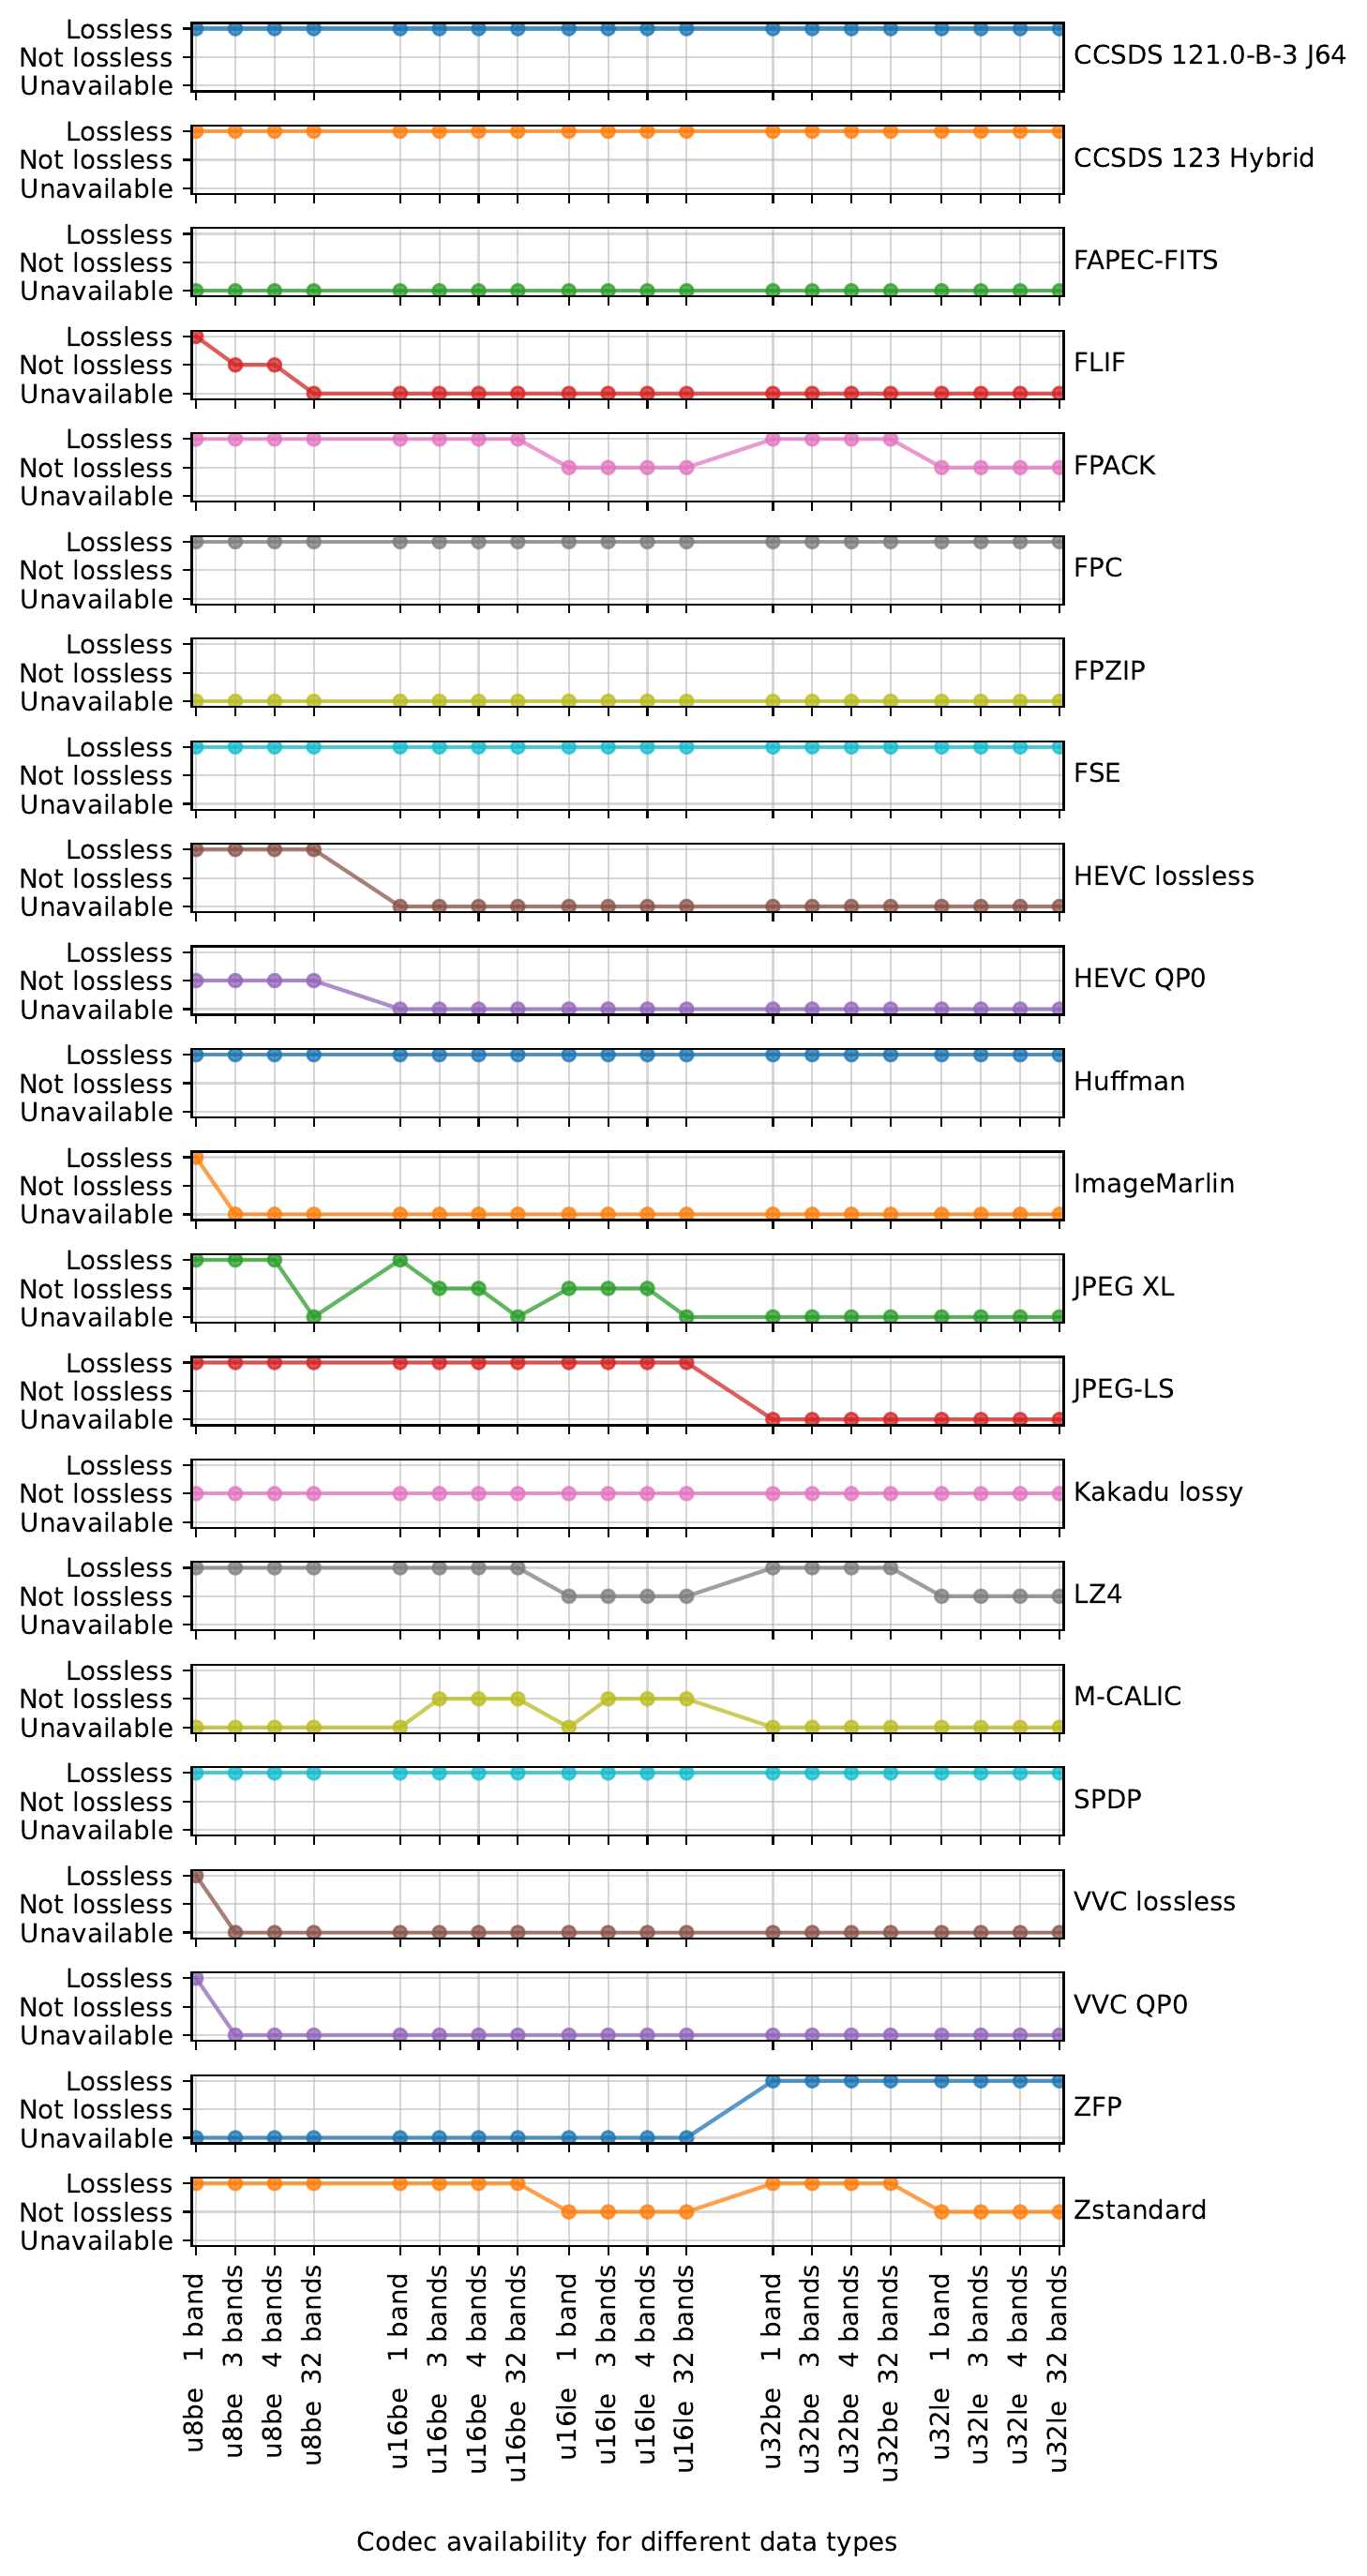 Lossless
Not lossless
Unavailable
CCSDS 121.0-B-3 J64
Lossless
Not lossless
Unavailable
CCSDS 123 Hybrid
Lossless
Not lossless
Unavailable
FAPEC-FITS
Lossless
Not lossless
Unavailable
FLIF
Lossless
Not lossless
Unavailable
FPACK
Lossless
Not lossless
Unavailable
FPC
Lossless
Not lossless
Unavailable
FPZIP
Lossless
Not lossless
Unavailable
FSE
Lossless
Not lossless
Unavailable
HEVC lossless
Lossless
Not lossless
Unavailable
HEVC QP0
Lossless
Not lossless
Unavailable
Huffman
Lossless
Not lossless
Unavailable
ImageMarlin
Lossless
Not lossless
Unavailable
JPEG XL
Lossless
Not lossless
Unavailable
JPEG-LS
Lossless
Not lossless
Unavailable
Kakadu lossy
Lossless
Not lossless
Unavailable
LZ4
Lossless
Not lossless
Unavailable
M-CALIC
Lossless
Not lossless
Unavailable
SPDP
Lossless
Not lossless
Unavailable
VVC lossless
Lossless
Not lossless
Unavailable
VVC QP0
Lossless
Not lossless
Unavailable
ZFP
Lossless
Not lossless
Unavailable
Zstandard
u8be 1 band
u8be 3 bands
u8be 4 bands
u8be 32 bands
u16be 1 band
u16be 3 bands
u16be 4 bands
u16be 32 bands
u16le 1 band
u16le 3 bands
u16le 4 bands
u16le 32 bands
u32be 1 band
u32be 3 bands
u32be 4 bands
u32be 32 bands
u32le 1 band
u32le 3 bands
u32le 4 bands
u32le 32 bands
Codec availability for different data types